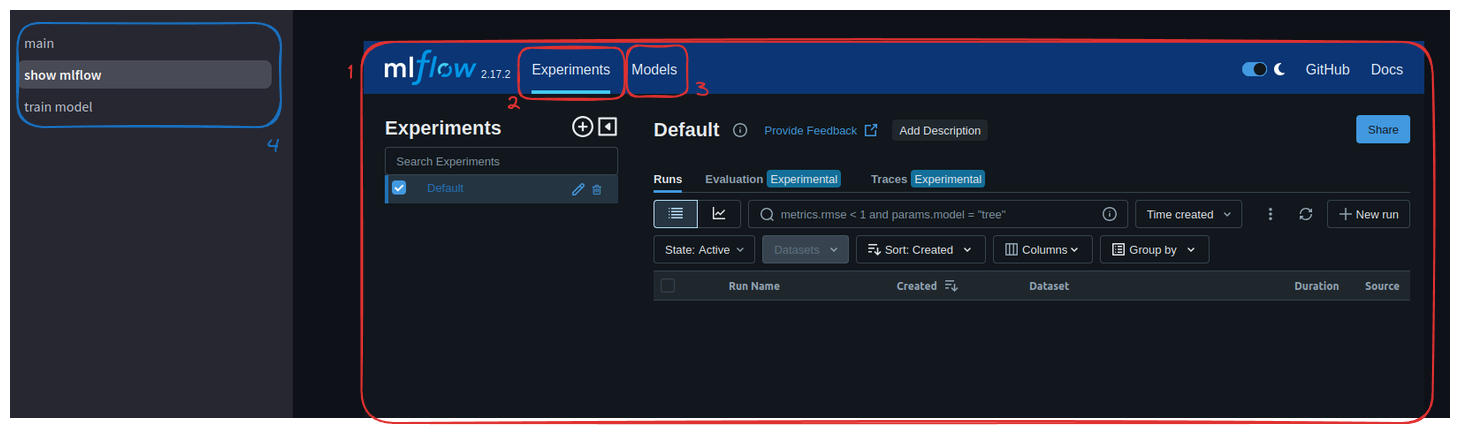 main
show mlflow
train model
4
1
mlflow 2.17.2 Experiments Models GitHub Docs
2 3
Experiments
Search Experiments
Default
Default Provide Feedback Add Description Share
Runs Evaluation Experimental Traces Experimental
metrics.rmse < 1 and params.model = "tree" Time created New run
State: Active Datasets Sort: Created Columns Group by
Run Name Created Dataset Duration Source